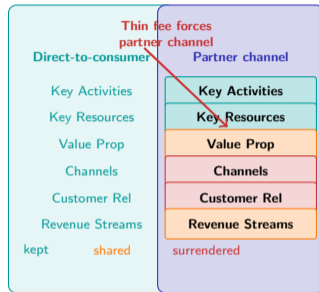 Thin fee forces
partner channel
Direct-to-consumer Partner channel
Key Activities Key Activities
Key Resources Key Resources
Value Prop Value Prop
Channels Channels
Customer Rel Customer Rel
Revenue Streams Revenue Streams
kept shared surrendered